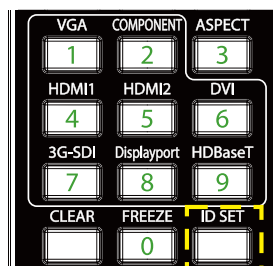 VGA COMPONENT ASPECT
1 2 3
HDMI1 HDMI2 DVI
4 5 6
3G-SDI Displayport HDBaseT
7 8 9
CLEAR FREEZE ID SET
0